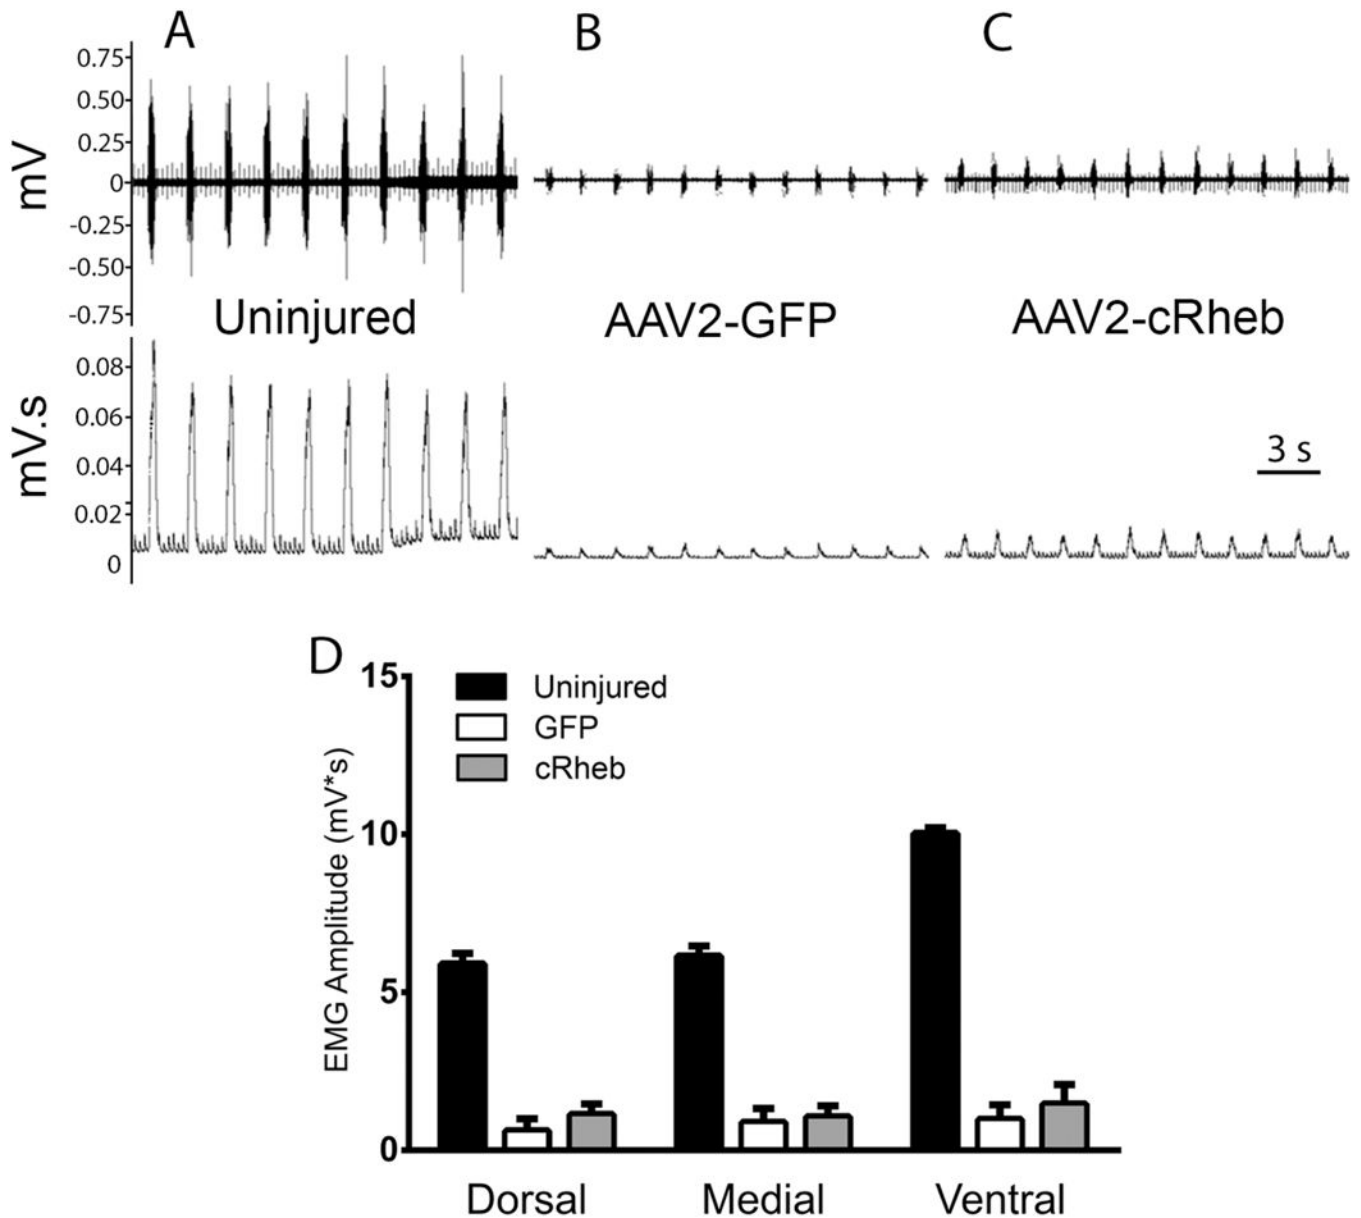 A
B
C
mV
0.75
0.50
0.25
0
-0.25
-0.50
-0.75
Uninjured
AAV2-GFP
AAV2-cRheb
mV.s
0.08
0.06
0.04
0.02
0
3 s
D
EMG Amplitude (mV*s)
15
10
5
0
Uninjured
GFP
cRheb
Dorsal
Medial
Ventral